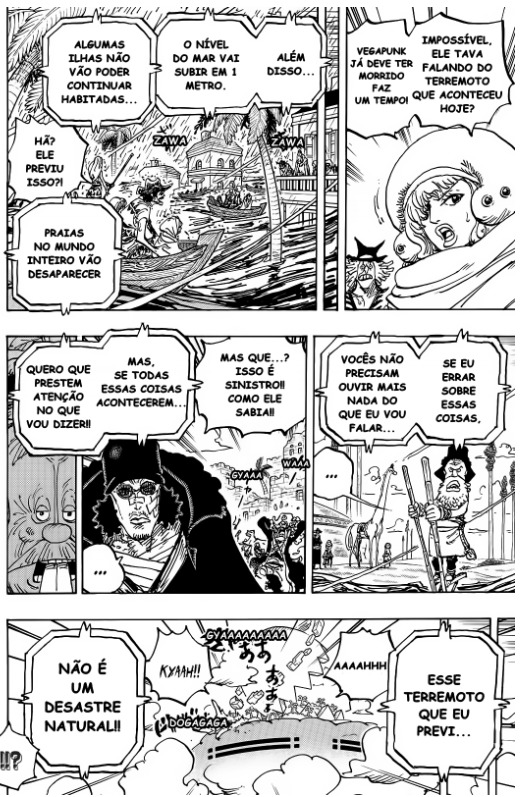 IMPOSSÍVEL,
ELE TAVA
FALANDO DO
TERREMOTO
QUE ACONTECEU
HOJE?
VEGAPUNK
JÁ DEVE TER
MORRIDO
FAZ
UM TEMPO!
ALÉM
DISSO...
O NÍVEL
DO MAR VAI
SUBIR EM 1
METRO.
ALGUMAS
ILHAS NÃO
VÃO PODER
CONTINUAR
HABITADAS...
ZAWA
ZAWA
HÃ?
ELE
PREVIU
ISSO?!
PRAIAS
NO MUNDO
INTEIRO VÃO
DESAPARECER
SE EU
ERRAR
SOBRE
ESSAS
COISAS,
VOCÊS NÃO
PRECISAM
OUVIR MAIS
NADA DO
QUE EU VOU
FALAR...
...
MAS QUE...?
ISSO É
SINISTRO!!
COMO ELE
SABIA!!
WAAA
GYAAA
MAS,
SE TODAS
ESSAS COISAS
ACONTECEREM...
...
QUERO QUE
PRESTEM
ATENÇÃO
NO QUE
VOU DIZER!!
ESSE
TERREMOTO
QUE EU
PREVI...
AAAAHHH
GYAAAAAAAAA
KYAAH!!
DOGAGAGA
NÃO É
UM
DESASTRE
NATURAL!!
!!?